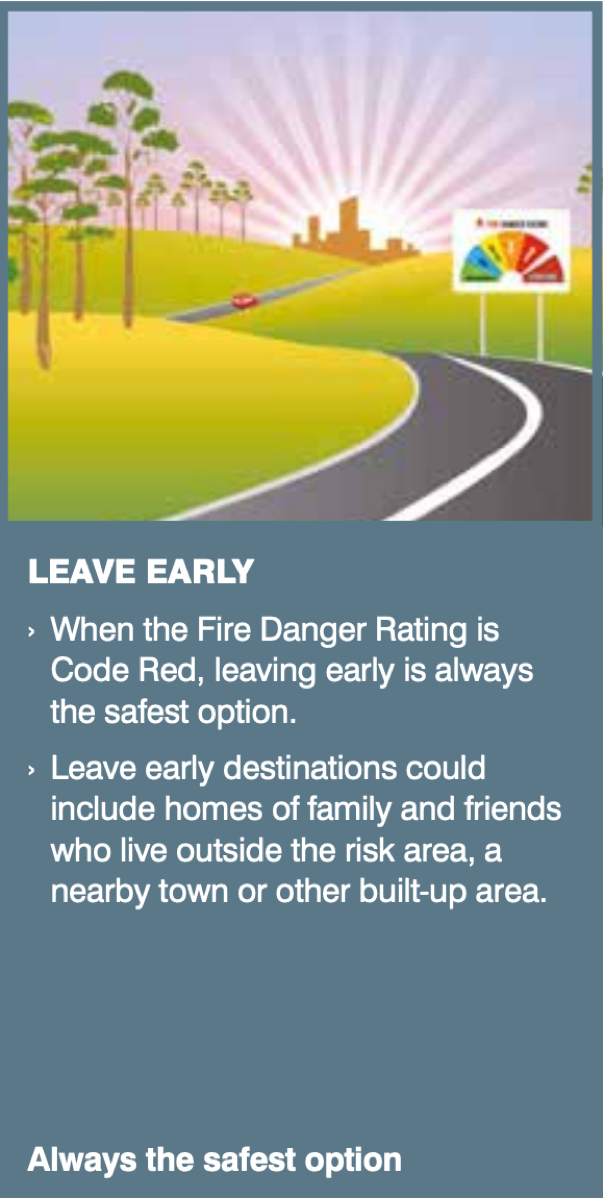 LEAVE EARLY
› When the Fire Danger Rating is
Code Red, leaving early is always
the safest option.
› Leave early destinations could
include homes of family and friends
who live outside the risk area, a
nearby town or other built-up area.
Always the safest option